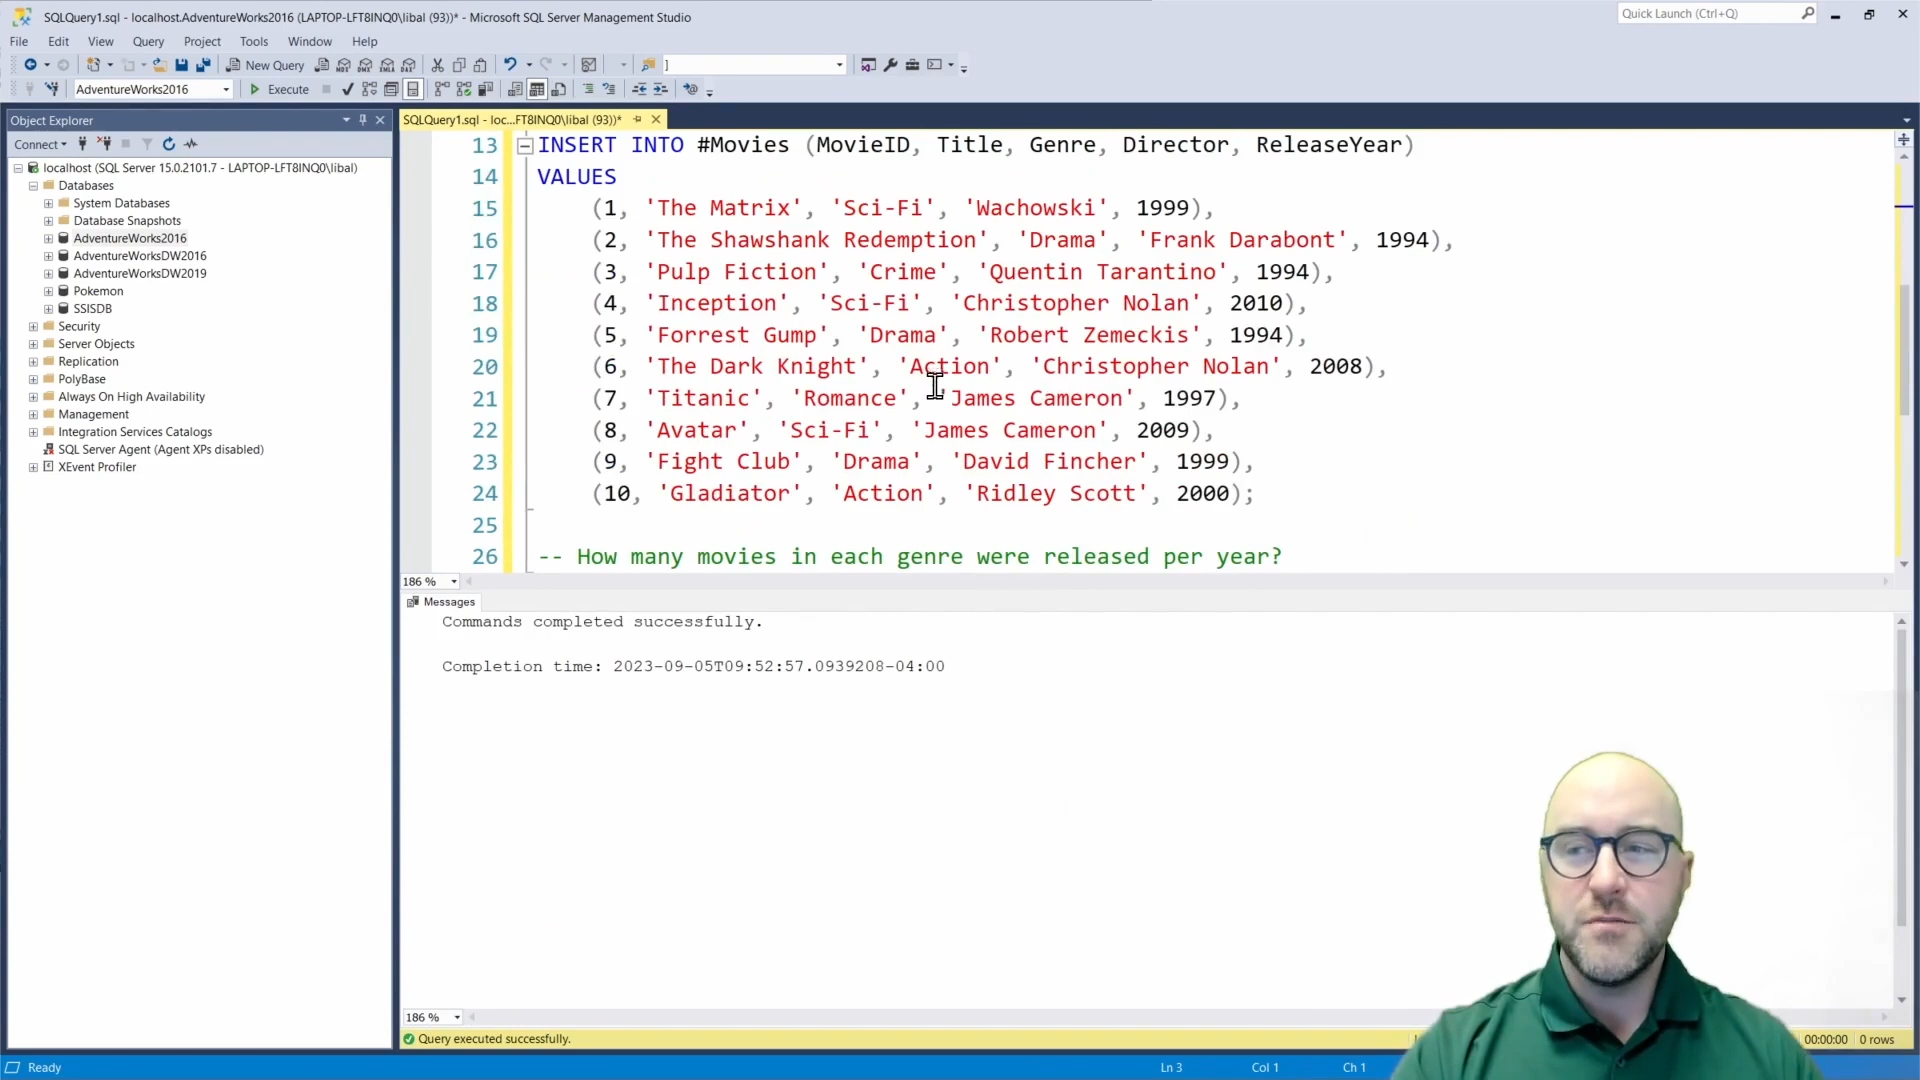 SQLQuery1.sql - localhost.AdventureWorks2016 (LAPTOP-LFT8INQ0\libal (93))* - Microsoft SQL Server Management Studio
Quick Launch (Ctrl+Q)
File Edit View Query Project Tools Window Help
New Query
]
AdventureWorks2016
Execute
Object Explorer
Connect
localhost (SQL Server 15.0.2101.7 - LAPTOP-LFT8INQ0\libal)
Databases
System Databases
Database Snapshots
AdventureWorks2016
AdventureWorksDW2016
AdventureWorksDW2019
Pokemon
SSISDB
Security
Server Objects
Replication
PolyBase
Always On High Availability
Management
Integration Services Catalogs
SQL Server Agent (Agent XPs disabled)
XEvent Profiler
SQLQuery1.sql - loc...FT8INQ0\libal (93))*
13 INSERT INTO #Movies (MovieID, Title, Genre, Director, ReleaseYear)
14 VALUES
15 (1, 'The Matrix', 'Sci-Fi', 'Wachowski', 1999),
16 (2, 'The Shawshank Redemption', 'Drama', 'Frank Darabont', 1994),
17 (3, 'Pulp Fiction', 'Crime', 'Quentin Tarantino', 1994),
18 (4, 'Inception', 'Sci-Fi', 'Christopher Nolan', 2010),
19 (5, 'Forrest Gump', 'Drama', 'Robert Zemeckis', 1994),
20 (6, 'The Dark Knight', 'Action', 'Christopher Nolan', 2008),
21 (7, 'Titanic', 'Romance', 'James Cameron', 1997),
22 (8, 'Avatar', 'Sci-Fi', 'James Cameron', 2009),
23 (9, 'Fight Club', 'Drama', 'David Fincher', 1999),
24 (10, 'Gladiator', 'Action', 'Ridley Scott', 2000);
25
26 -- How many movies in each genre were released per year?
186 %
Messages
Commands completed successfully.
Completion time: 2023-09-05T09:52:57.0939208-04:00
186 %
Query executed successfully.
00:00:00 0 rows
Ready
Ln 3 Col 1 Ch 1